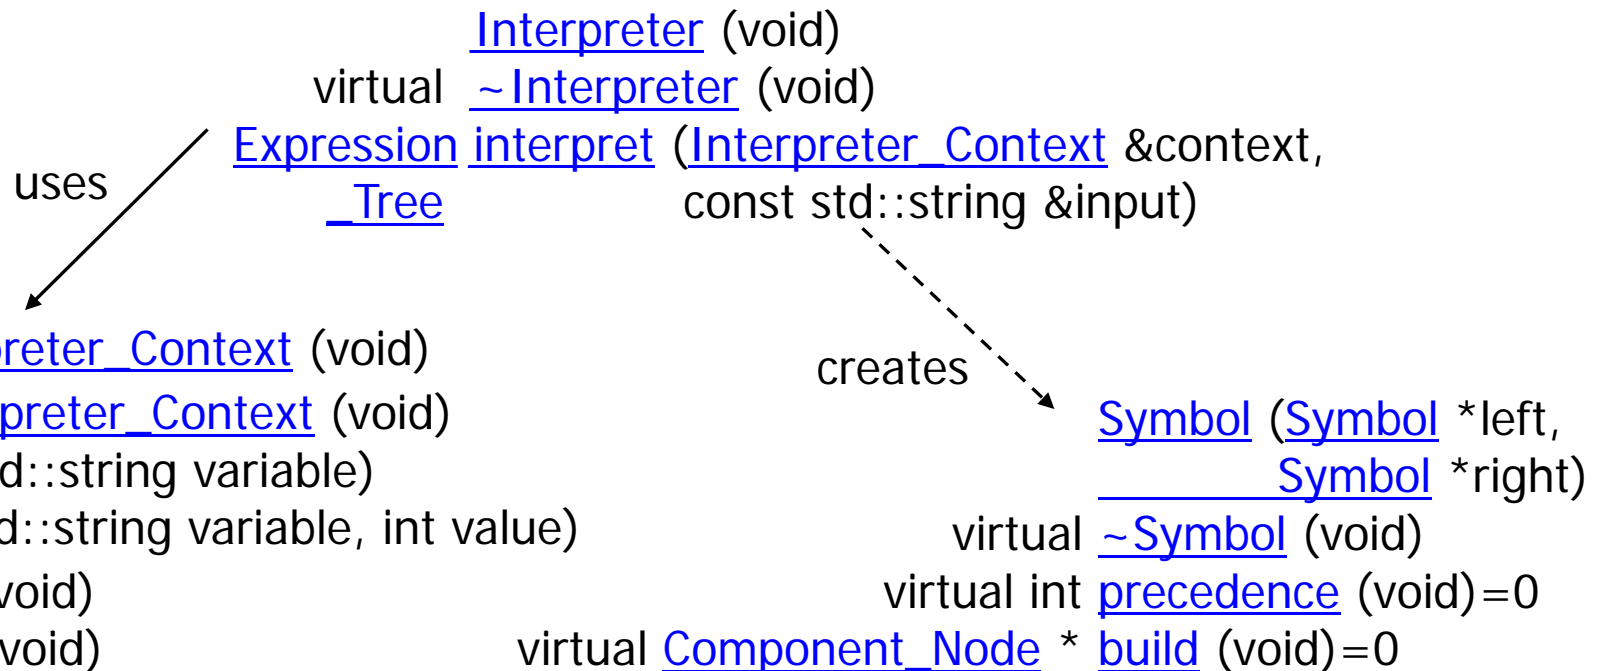 Interpreter (void)
virtual ~Interpreter (void)
Expression interpret (Interpreter_Context &context,
_Tree const std::string &input)
uses
creates
preter_Context (void)
preter_Context (void)
d::string variable)
d::string variable, int value)
void)
void)
Symbol (Symbol *left,
Symbol *right)
virtual ~Symbol (void)
virtual int precedence (void)=0
virtual Component_Node * build (void)=0